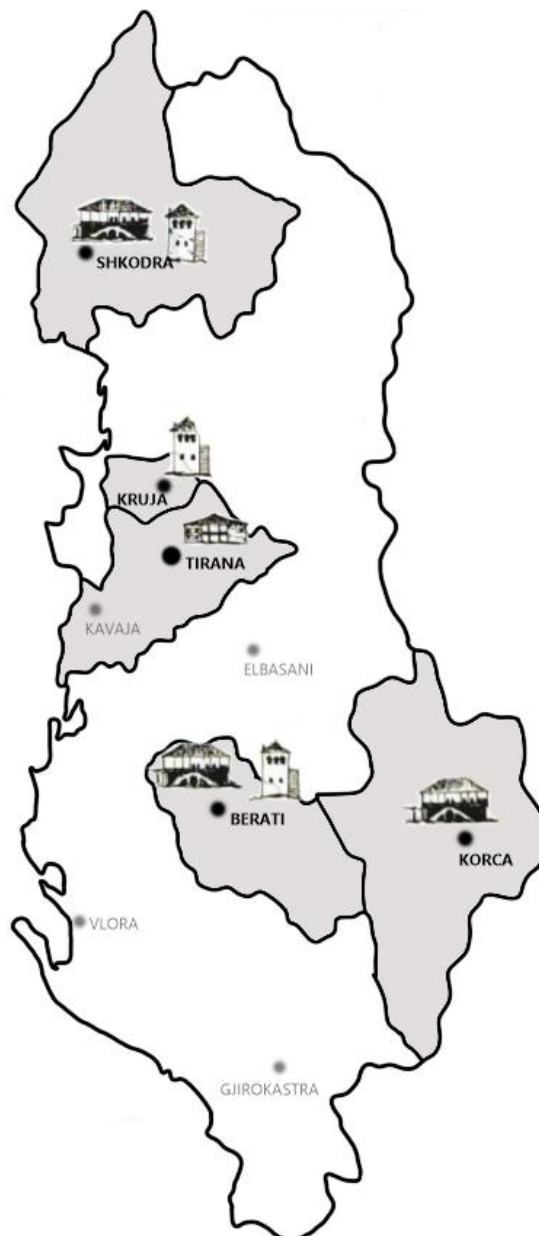 SHKODRA
KRUJA
TIRANA
KAVAJA
ELBASANI
BERATI
KORCA
VLORA
GJIROKASTRA